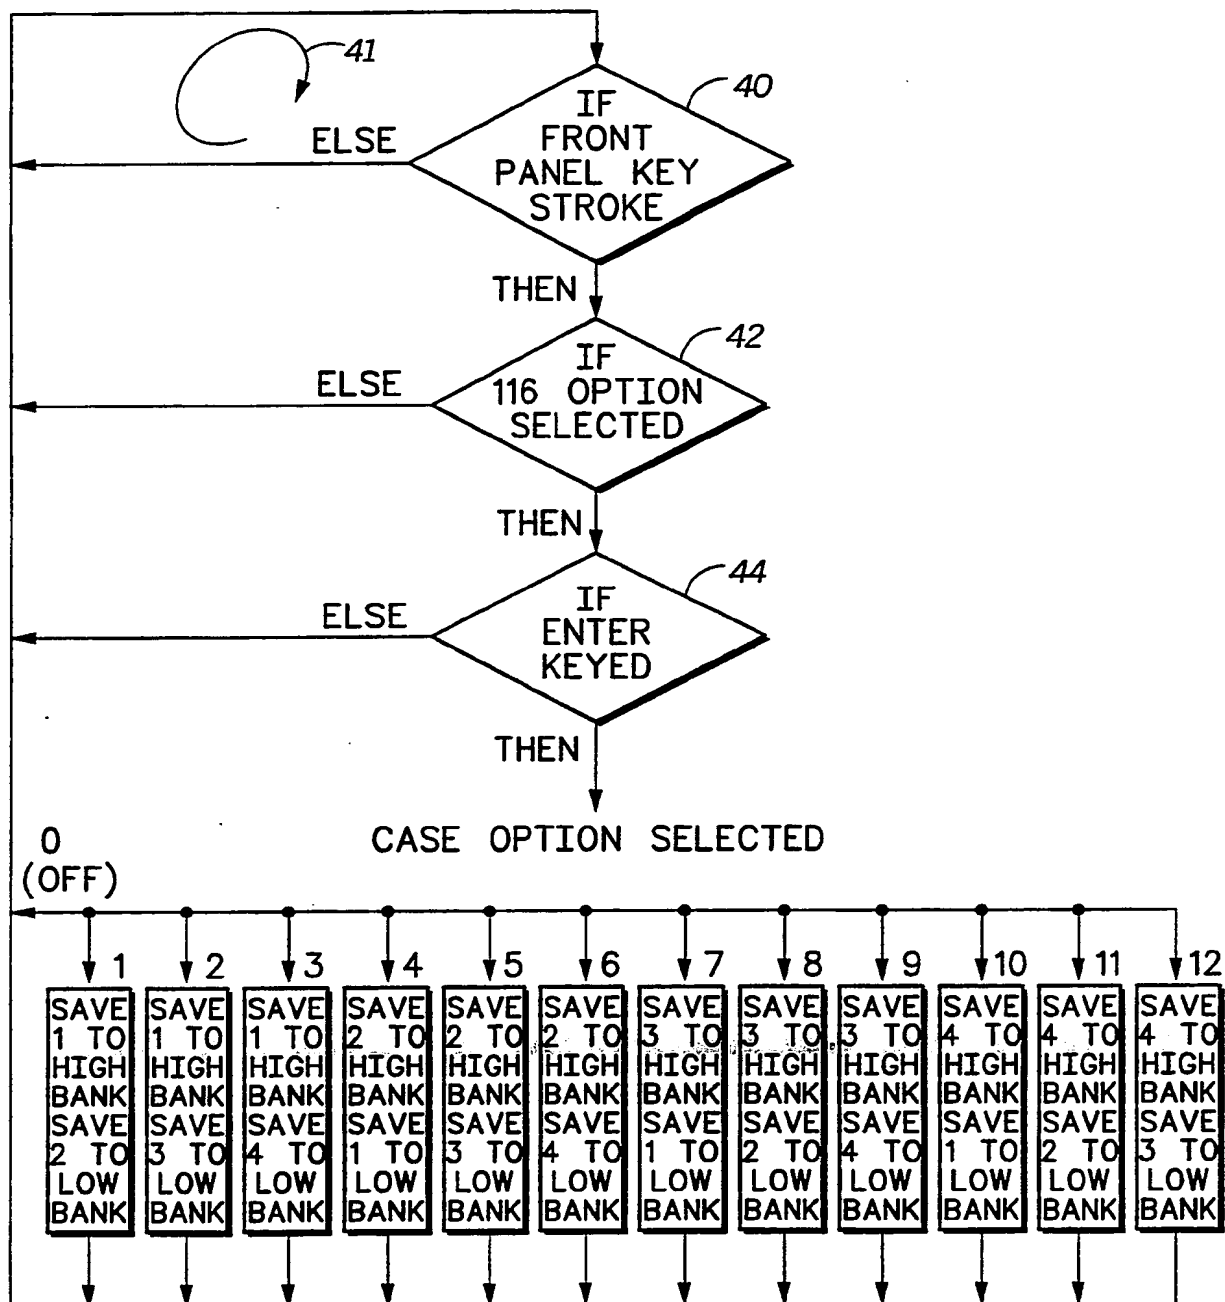 41
40
IF
FRONT
PANEL KEY
STROKE
ELSE
THEN
42
IF
116 OPTION
SELECTED
ELSE
THEN
44
IF
ENTER
KEYED
ELSE
THEN
CASE OPTION SELECTED
0
(OFF)
1
SAVE
1 TO
HIGH
BANK
SAVE
2 TO
LOW
BANK
2
SAVE
1 TO
HIGH
BANK
SAVE
3 TO
LOW
BANK
3
SAVE
1 TO
HIGH
BANK
SAVE
4 TO
LOW
BANK
4
SAVE
2 TO
HIGH
BANK
SAVE
1 TO
LOW
BANK
5
SAVE
2 TO
HIGH
BANK
SAVE
3 TO
LOW
BANK
6
SAVE
2 TO
HIGH
BANK
SAVE
4 TO
LOW
BANK
7
SAVE
3 TO
HIGH
BANK
SAVE
1 TO
LOW
BANK
8
SAVE
3 TO
HIGH
BANK
SAVE
2 TO
LOW
BANK
9
SAVE
3 TO
HIGH
BANK
SAVE
4 TO
LOW
BANK
10
SAVE
4 TO
HIGH
BANK
SAVE
1 TO
LOW
BANK
11
SAVE
4 TO
HIGH
BANK
SAVE
2 TO
LOW
BANK
12
SAVE
4 TO
HIGH
BANK
SAVE
3 TO
LOW
BANK